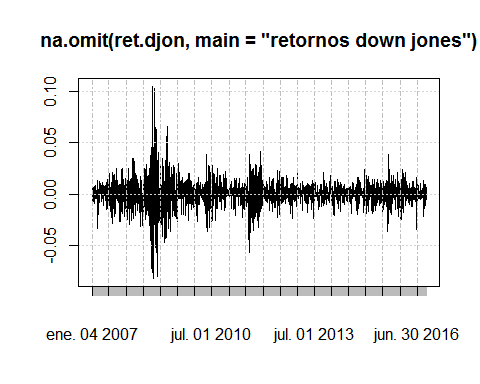 na.omit(ret.djon, main = "retornos down jones")
0.10
0.05
0.00
-0.05
ene. 04 2007 jul. 01 2010 jul. 01 2013 jun. 30 2016